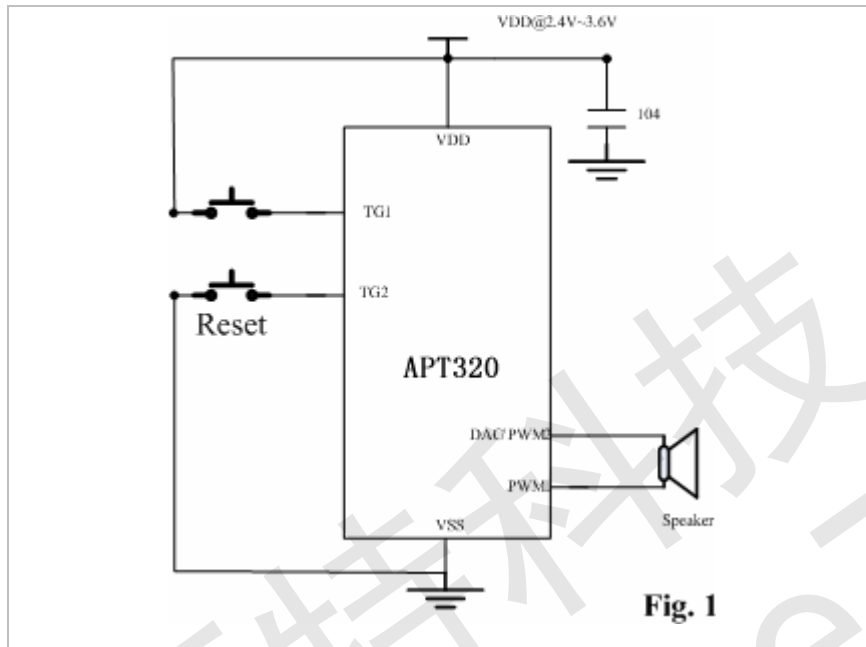 VDD@2.4V~3.6V
104
VDD
TG1
TG2
Reset
APT320
DAC/PWM2
PWM1
Speaker
VSS
Fig. 1
特科技